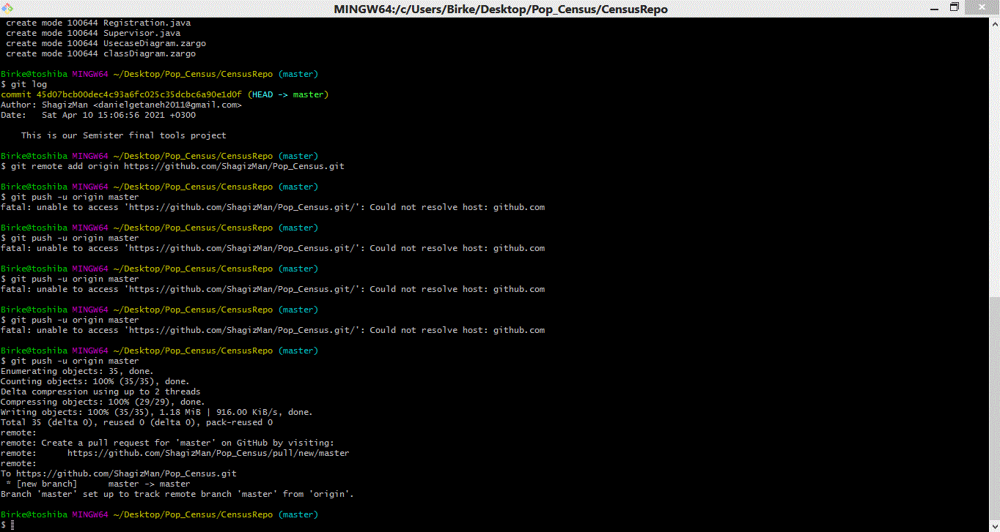 MINGW64:/c/Users/Birke/Desktop/Pop_Census/CensusRepo
create mode 100644 Registration.java
create mode 100644 Supervisor.java
create mode 100644 UsecaseDiagram.zargo
create mode 100644 classDiagram.zargo
Birke@toshiba MINGW64 ~/Desktop/Pop_Census/CensusRepo (master)
$ git log
commit 45d07bcb00dec4c93a6fc025c35dcbc6a90e1d0f (HEAD -> master)
Author: ShagizMan <danielgetaneh2011@gmail.com>
Date:   Sat Apr 10 15:06:56 2021 +0300
This is our Semister final tools project
Birke@toshiba MINGW64 ~/Desktop/Pop_Census/CensusRepo (master)
$ git remote add origin https://github.com/ShagizMan/Pop_Census.git
Birke@toshiba MINGW64 ~/Desktop/Pop_Census/CensusRepo (master)
$ git push -u origin master
fatal: unable to access 'https://github.com/ShagizMan/Pop_Census.git/': Could not resolve host: github.com
Birke@toshiba MINGW64 ~/Desktop/Pop_Census/CensusRepo (master)
$ git push -u origin master
fatal: unable to access 'https://github.com/ShagizMan/Pop_Census.git/': Could not resolve host: github.com
Birke@toshiba MINGW64 ~/Desktop/Pop_Census/CensusRepo (master)
$ git push -u origin master
fatal: unable to access 'https://github.com/ShagizMan/Pop_Census.git/': Could not resolve host: github.com
Birke@toshiba MINGW64 ~/Desktop/Pop_Census/CensusRepo (master)
$ git push -u origin master
fatal: unable to access 'https://github.com/ShagizMan/Pop_Census.git/': Could not resolve host: github.com
Birke@toshiba MINGW64 ~/Desktop/Pop_Census/CensusRepo (master)
$ git push -u origin master
Enumerating objects: 35, done.
Counting objects: 100% (35/35), done.
Delta compression using up to 2 threads
Compressing objects: 100% (29/29), done.
Writing objects: 100% (35/35), 1.18 MiB | 916.00 KiB/s, done.
Total 35 (delta 0), reused 0 (delta 0), pack-reused 0
remote:
remote: Create a pull request for 'master' on GitHub by visiting:
remote:      https://github.com/ShagizMan/Pop_Census/pull/new/master
remote:
To https://github.com/ShagizMan/Pop_Census.git
* [new branch]      master -> master
Branch 'master' set up to track remote branch 'master' from 'origin'.
Birke@toshiba MINGW64 ~/Desktop/Pop_Census/CensusRepo (master)
$